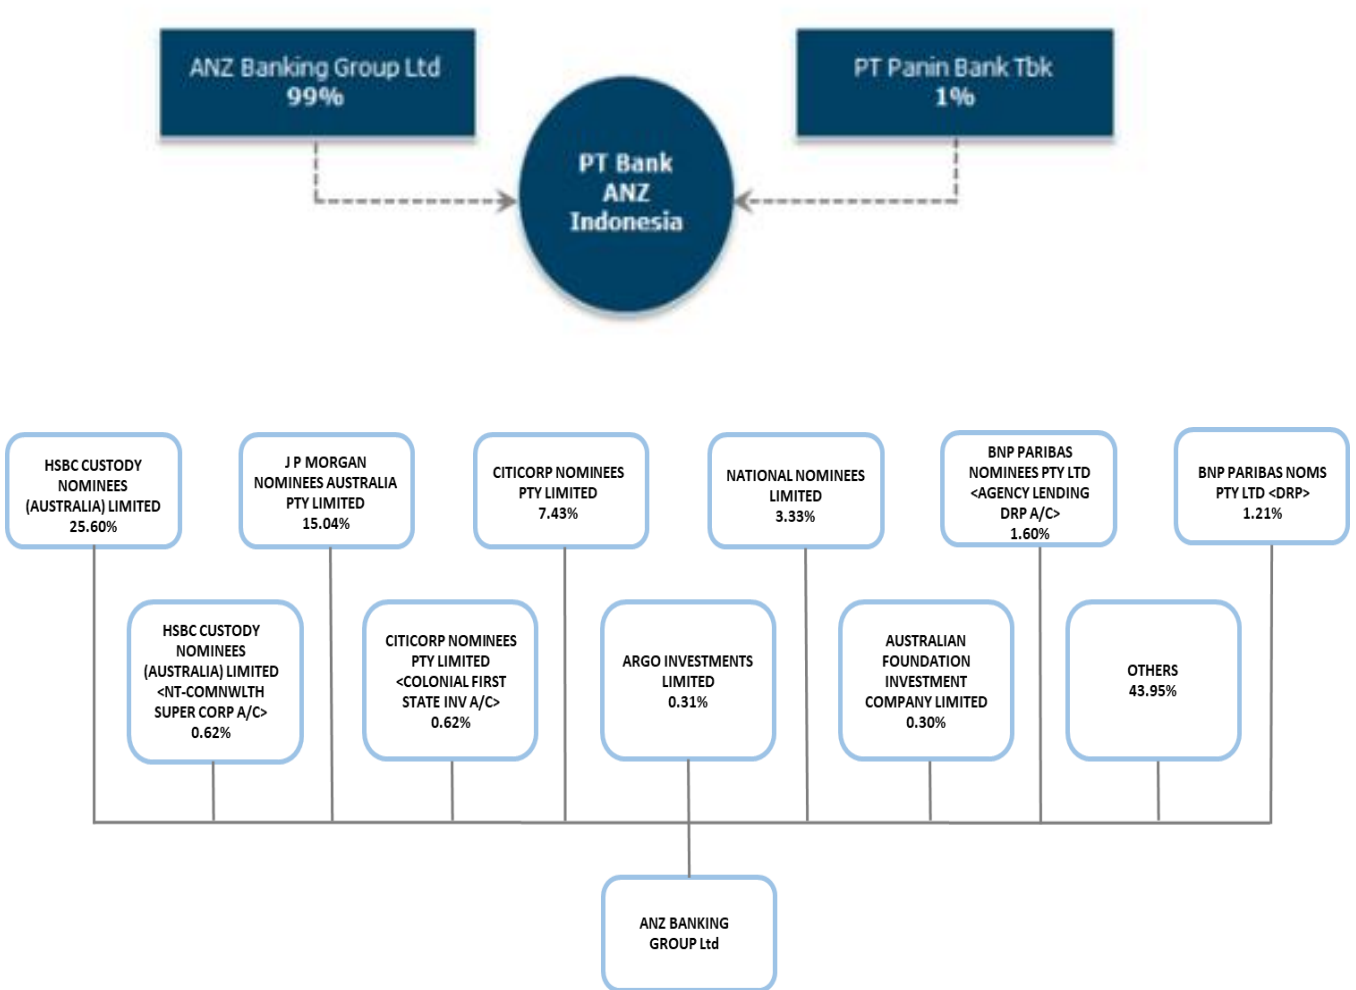 ANZ Banking Group Ltd
99%
PT Panin Bank Tbk
1%
PT Bank
ANZ
Indonesia
HSBC CUSTODY
NOMINEES
(AUSTRALIA) LIMITED
25.60%
J P MORGAN
NOMINEES AUSTRALIA
PTY LIMITED
15.04%
CITICORP NOMINEES
PTY LIMITED
7.43%
NATIONAL NOMINEES
LIMITED
3.33%
BNP PARIBAS
NOMINEES PTY LTD
<AGENCY LENDING
DRP A/C>
1.60%
BNP PARIBAS NOMS
PTY LTD <DRP>
1.21%
HSBC CUSTODY
NOMINEES
(AUSTRALIA) LIMITED
<NT-COMNWLTH
SUPER CORP A/C>
0.62%
CITICORP NOMINEES
PTY LIMITED
<COLONIAL FIRST
STATE INV A/C>
0.62%
ARGO INVESTMENTS
LIMITED
0.31%
AUSTRALIAN
FOUNDATION
INVESTMENT
COMPANY LIMITED
0.30%
OTHERS
43.95%
ANZ BANKING
GROUP Ltd